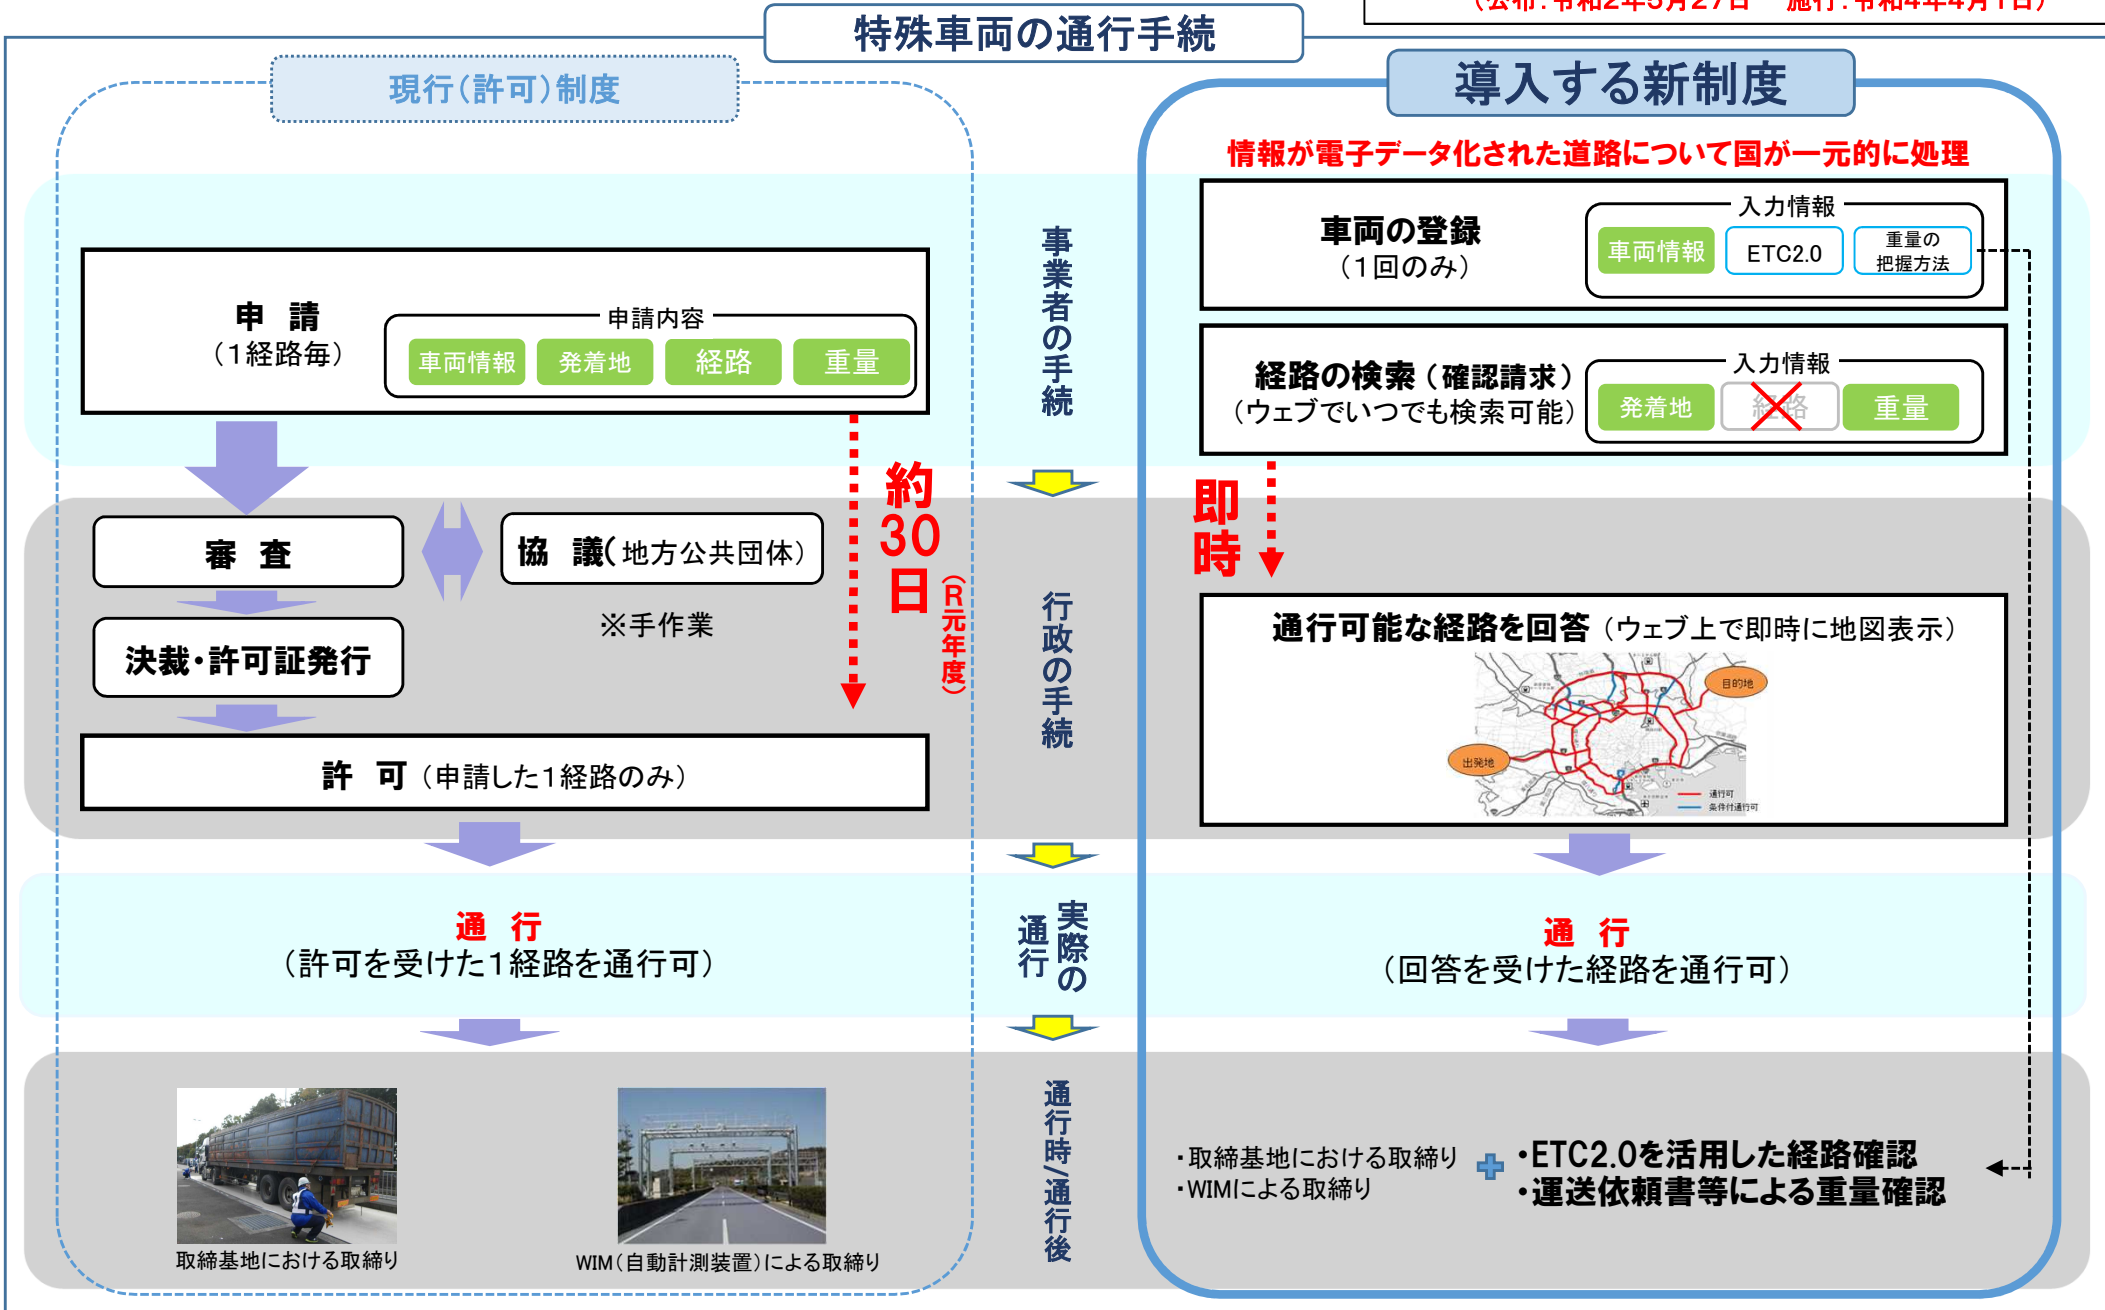 (公布:令和2年5月27日　施行:令和4年4月1日)
特殊車両の通行手続
現行(許可)制度
導入する新制度
情報が電子データ化された道路について国が一元的に処理
事業者の手続
申 請
(1経路毎)
申請内容
車両情報
発着地
経路
重量
車両の登録
(1回のみ)
入力情報
車両情報
ETC2.0
重量の
把握方法
経路の検索(確認請求)
(ウェブでいつでも検索可能)
入力情報
発着地
経路
重量
約30日
(R元年度)
即時
行政の手続
審 査
協 議(地方公共団体)
※手作業
決裁・許可証発行
許 可(申請した1経路のみ)
通行可能な経路を回答(ウェブ上で即時に地図表示)
目的地
出発地
通行可
条件付通行可
実際の
通行
通 行
(許可を受けた1経路を通行可)
通 行
(回答を受けた経路を通行可)
通行時/通行後
取締基地における取締り
WIM(自動計測装置)による取締り
・取締基地における取締り
・WIMによる取締り
・ETC2.0を活用した経路確認
・運送依頼書等による重量確認